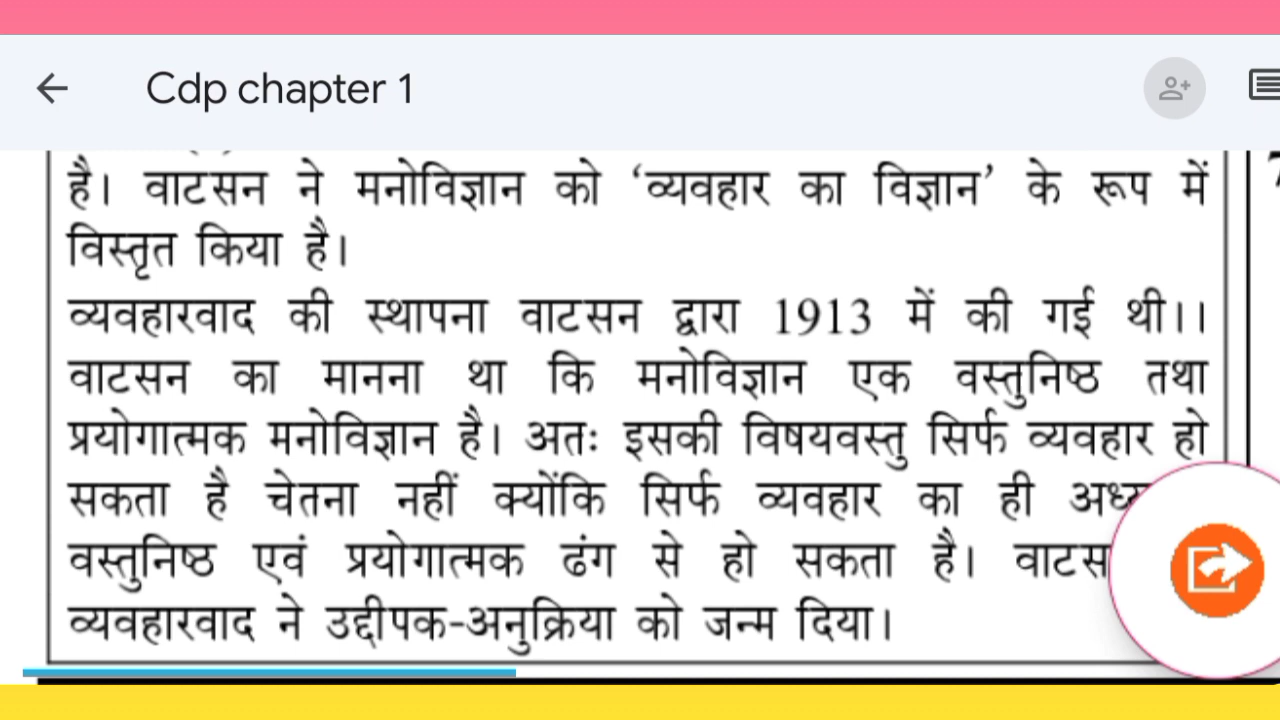 Cdp chapter 1
है। वाटसन ने मनोविज्ञान को ‘व्यवहार का विज्ञान’ के रूप में
विस्तृत किया है।
व्यवहारवाद की स्थापना वाटसन द्वारा 1913 में की गई थी।।
वाटसन का मानना था कि मनोविज्ञान एक वस्तुनिष्ठ तथा
प्रयोगात्मक मनोविज्ञान है। अतः इसकी विषयवस्तु सिर्फ व्यवहार हो
सकता है चेतना नहीं क्योंकि सिर्फ व्यवहार का ही
वस्तुनिष्ठ एवं प्रयोगात्मक ढंग से हो सकता है।
व्यवहारवाद ने उद्दीपक-अनुक्रिया को जन्म दिया।